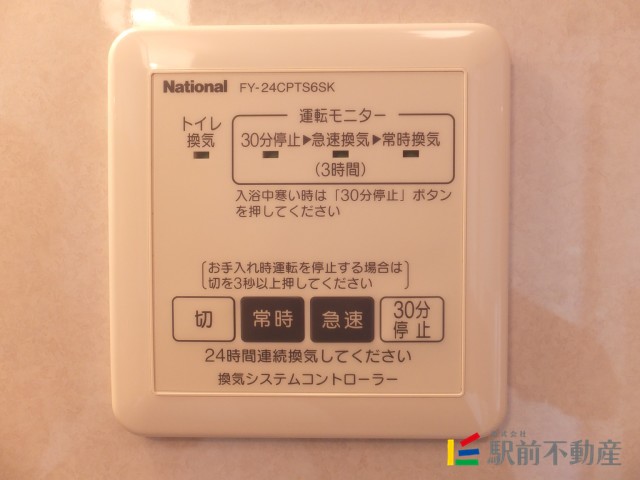 National FY-24CPTS6SK
運転モニター
トイレ
換気
30分停止▶急速換気▶常時換気
(3時間)
入浴中寒い時は「30分停止」ボタン
を押してください
お手入れ時運転を停止する場合は
切を3秒以上押してください
切 常時 急速 30分
停止
24時間連続換気してください
換気システムコントローラー
株式会社
駅前不動産